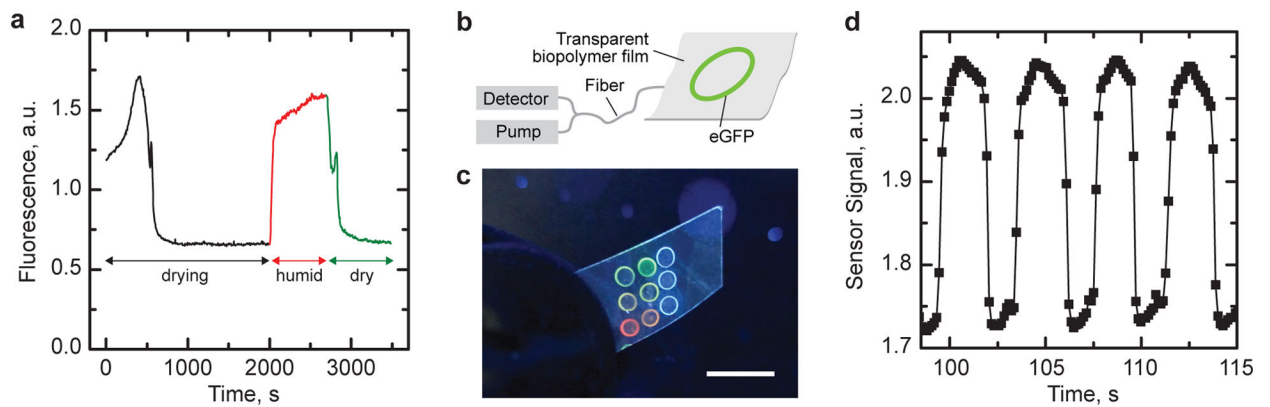 a
2.0
1.5
1.0
0.5
0.0
Fluorescence, a.u.
drying
humid
dry
0
1000
2000
3000
Time, s
b
Transparent
biopolymer film
Fiber
Detector
Pump
eGFP
c
d
2.0
1.9
1.8
1.7
Sensor Signal, a.u.
100
105
110
115
Time, s